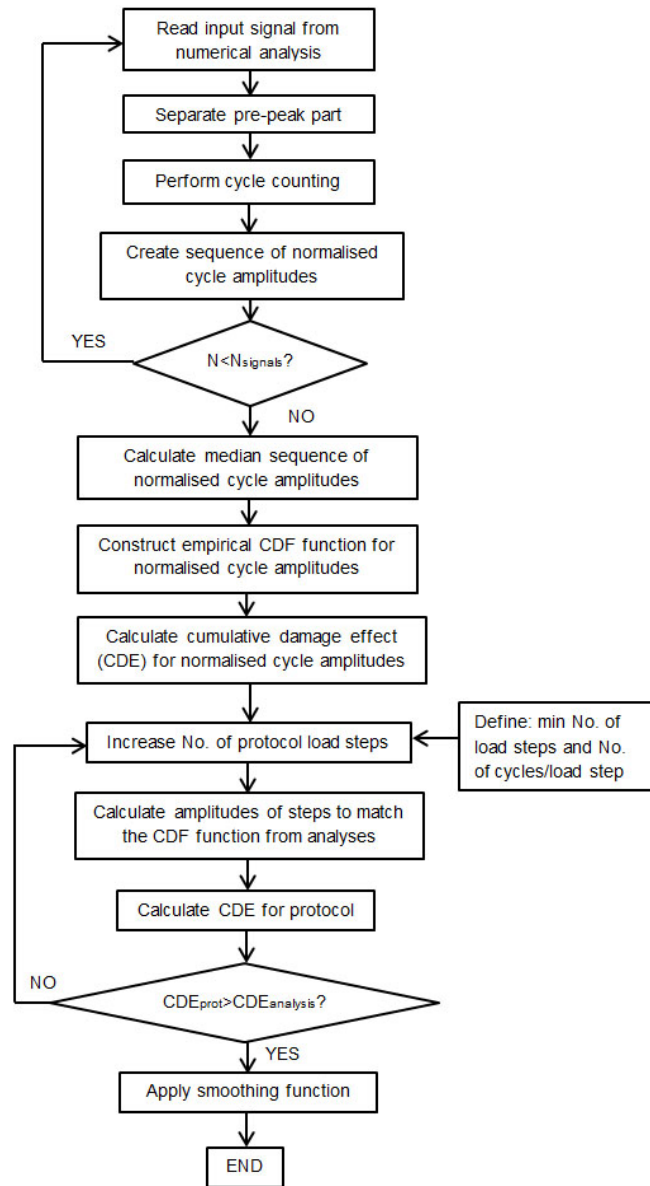 Read input signal from
numerical analysis
Separate pre-peak part
Perform cycle counting
Create sequence of normalised
cycle amplitudes
YES
N<Nsignals?
NO
Calculate median sequence of
normalised cycle amplitudes
Construct empirical CDF function for
normalised cycle amplitudes
Calculate cumulative damage effect
(CDE) for normalised cycle amplitudes
Increase No. of protocol load steps
Define: min No. of
load steps and No.
of cycles/load step
Calculate amplitudes of steps to match
the CDF function from analyses
Calculate CDE for protocol
NO
CDEprot>CDEanalysis?
YES
Apply smoothing function
END